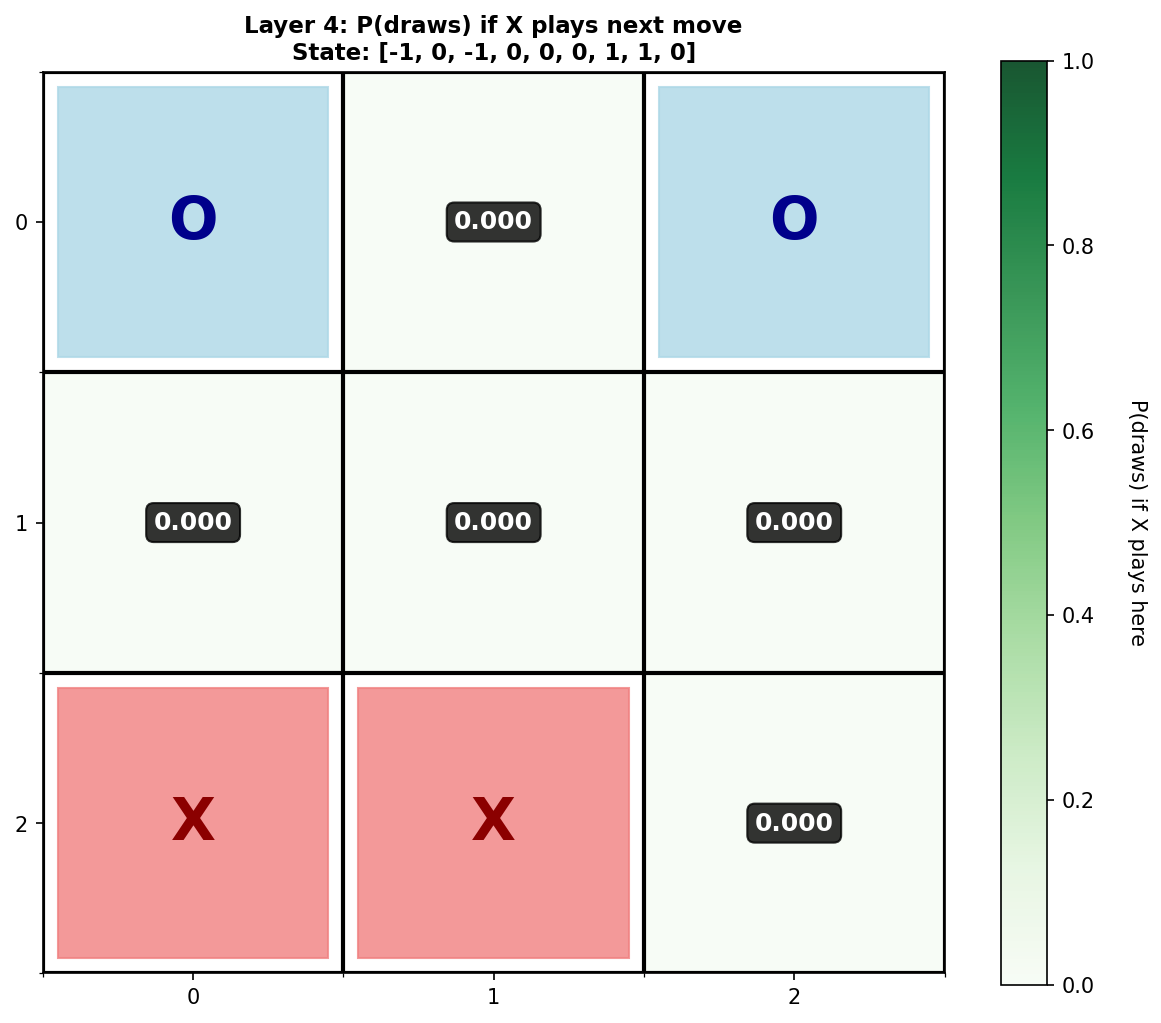 Layer 4: P(draws) if X plays next move
State: [-1, 0, -1, 0, 0, 0, 1, 1, 0]
O
0.000
O
0.000
0.000
0.000
X
X
0.000
0
1
2
0
1
2
1.0
0.8
0.6
0.4
0.2
0.0
P(draws) if X plays here